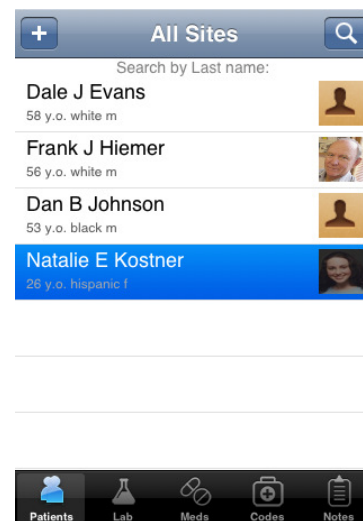 + All Sites
Search by Last name:
Dale J Evans
58 y.o. white m
Frank J Hiemer
56 y.o. white m
Dan B Johnson
53 y.o. black m
Natalie E Kostner
26 y.o. hispanic f
Patients Lab Meds Codes Notes